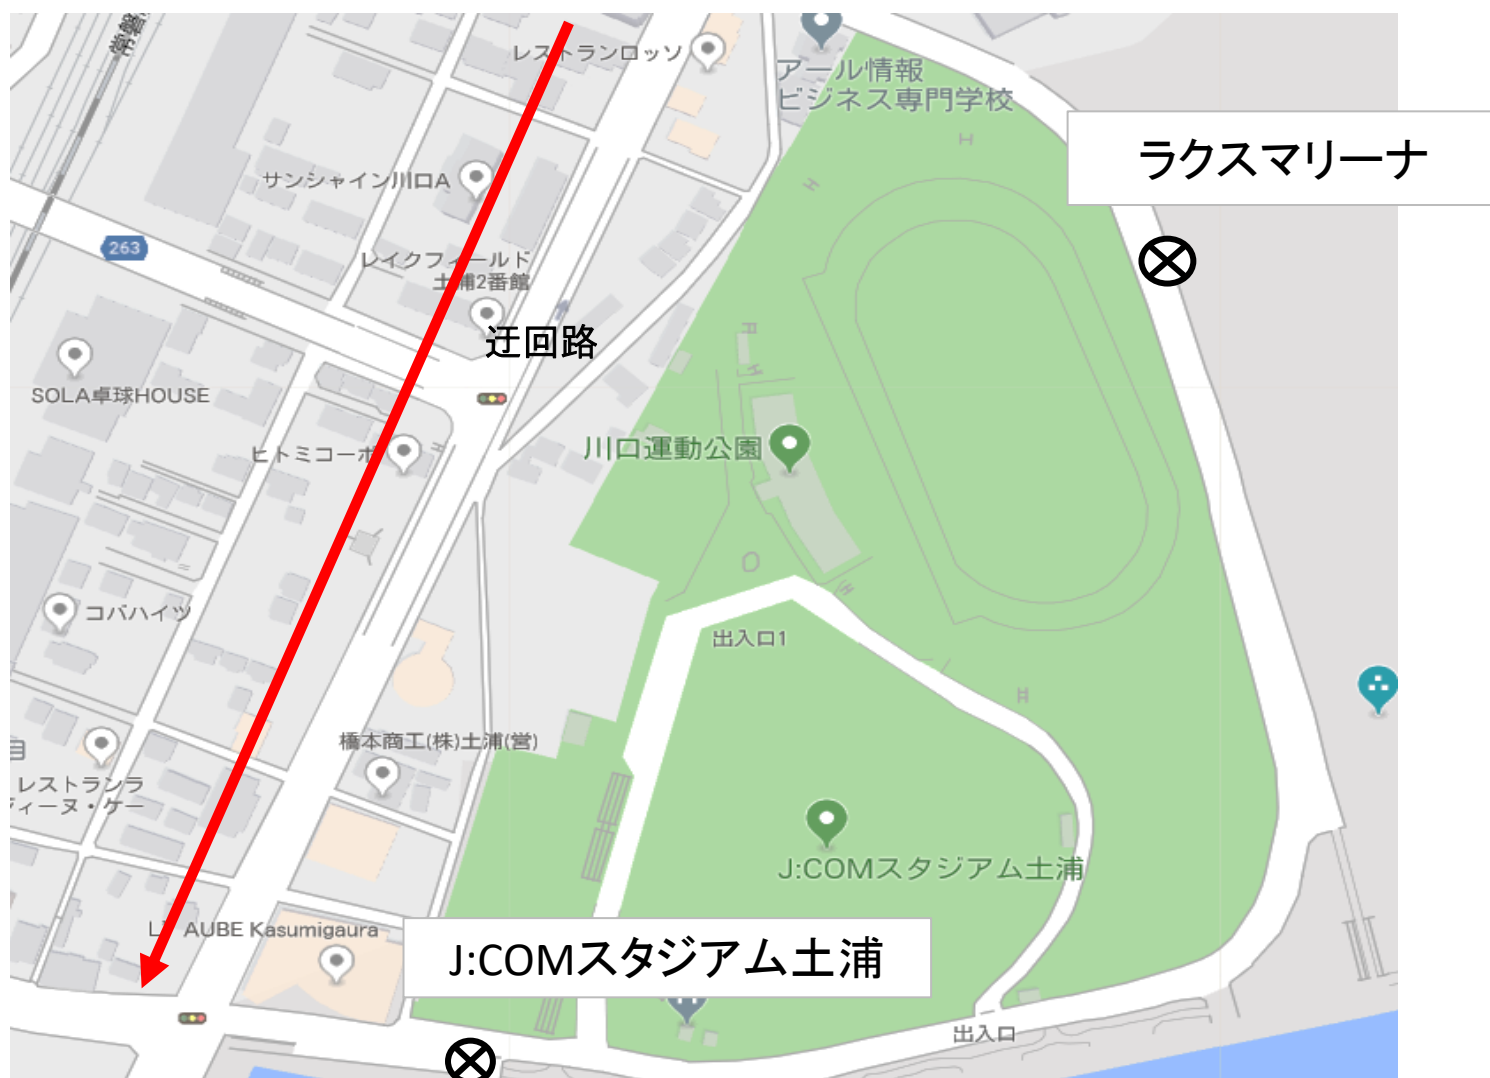 常磐
レストランロッソ
アール情報
ビジネス専門学校
ラクスマリーナ
サンシャイン川口A
263
レイクフィールド
土浦2番館
迂回路
SOLA卓球HOUSE
ヒトミコーポ
川口運動公園
コバハイツ
出入口1
橋本商工(株)土浦(営)
目
レストランラ
ディーヌ・ケー
J:COMスタジアム土浦
L' AUBE Kasumigaura
J:COMスタジアム土浦
出入口